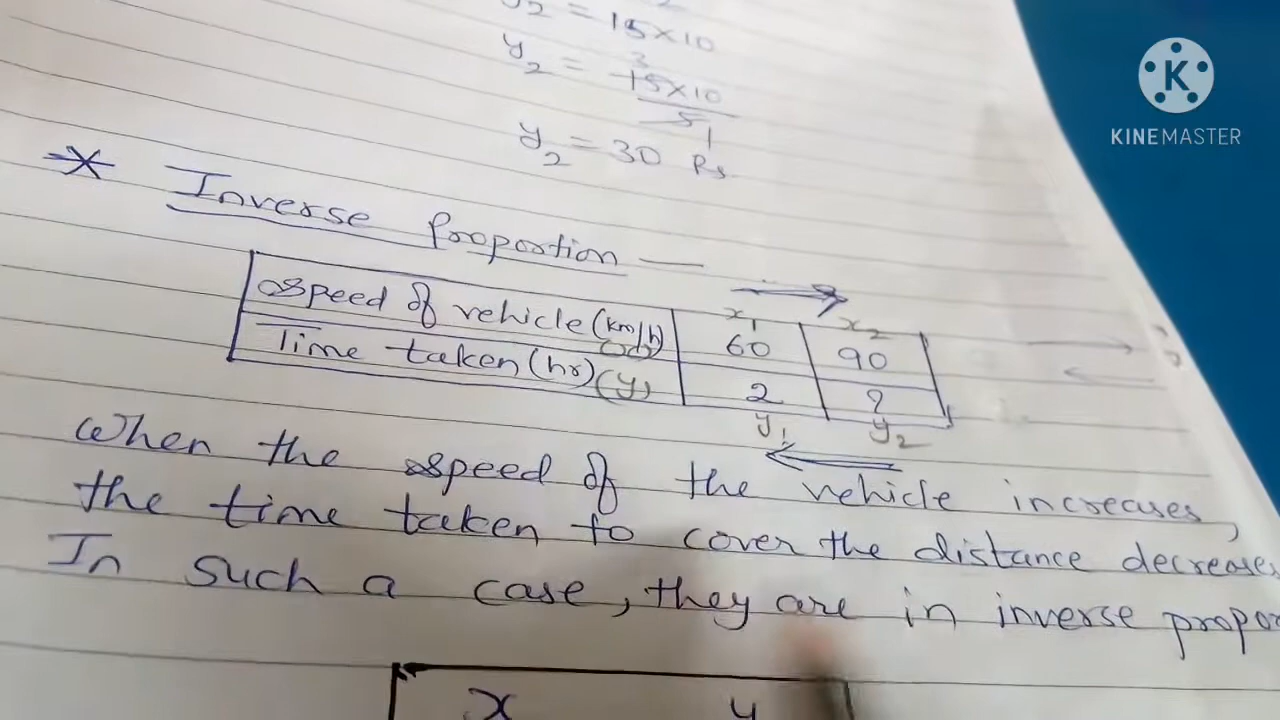 y2 = 15×10
y2 = 15×10
3
51
y2 = 30 Rs
K
KINEMASTER
* Inverse Proportion —
x1 x2
speed of vehicle (km/h) 60 90
Time taken (hr) (y) 2 ?
y1 y2
When the speed of the vehicle increases,
the time taken to cover the distance decreases
In such a case, they are in inverse propor
x y